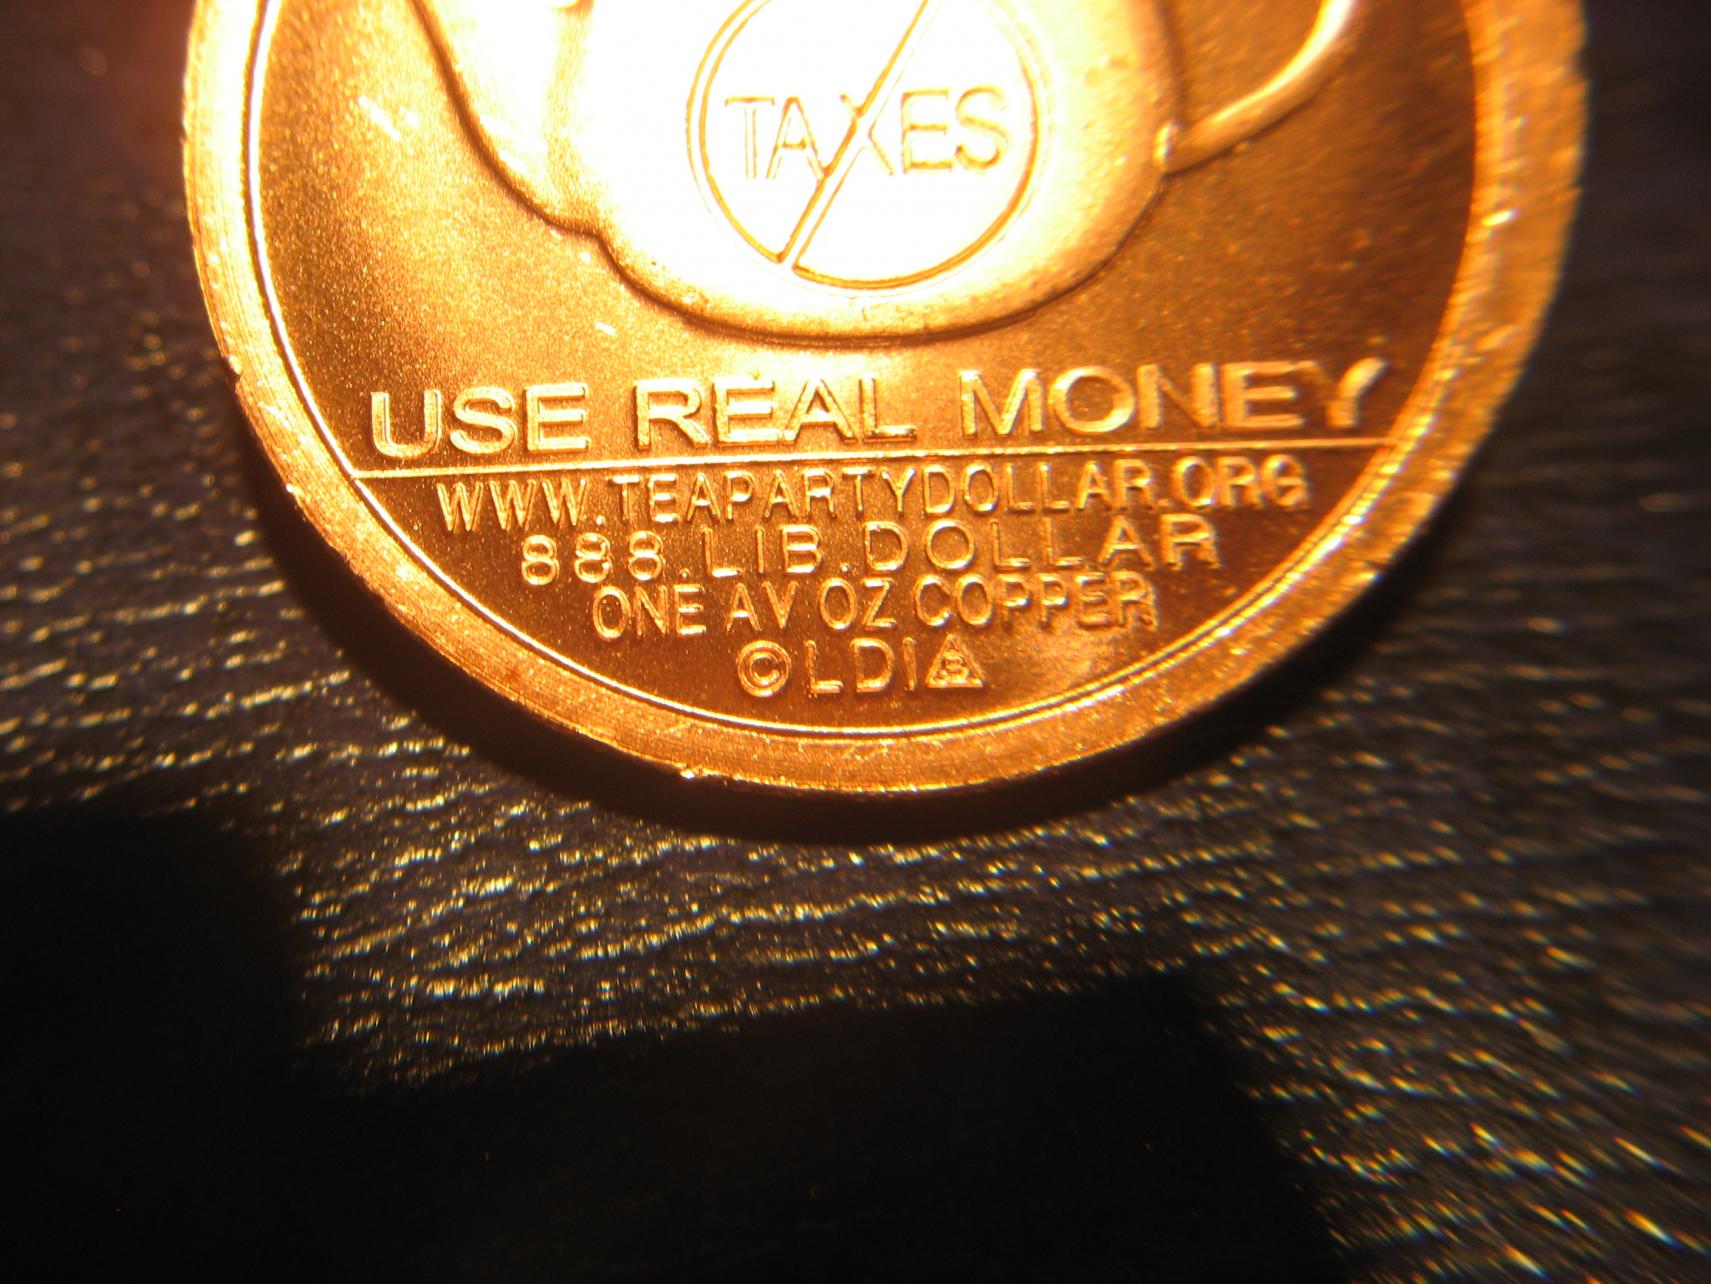 TAXES
USE REAL MONEY
WWW.TEAPARTYDOLLAR.ORG
888.LIB.DOLLAR
ONE AV OZ COPPER
©LDI B